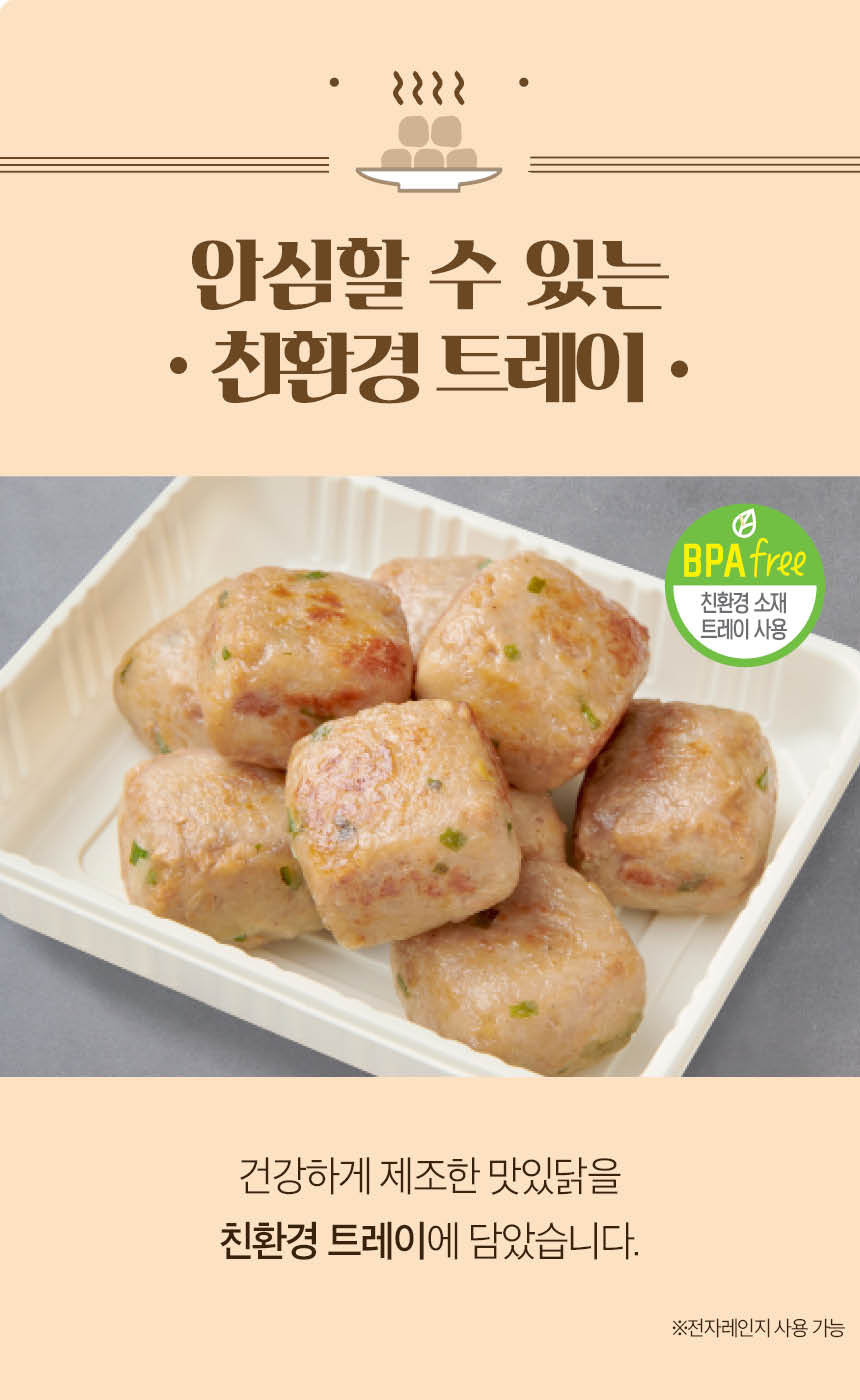 안심할 수 있는
• 친환경 트레이 •
BPA free
친환경 소재
트레이 사용
건강하게 제조한 맛있닭을
친환경 트레이에 담았습니다.
※전자레인지 사용 가능